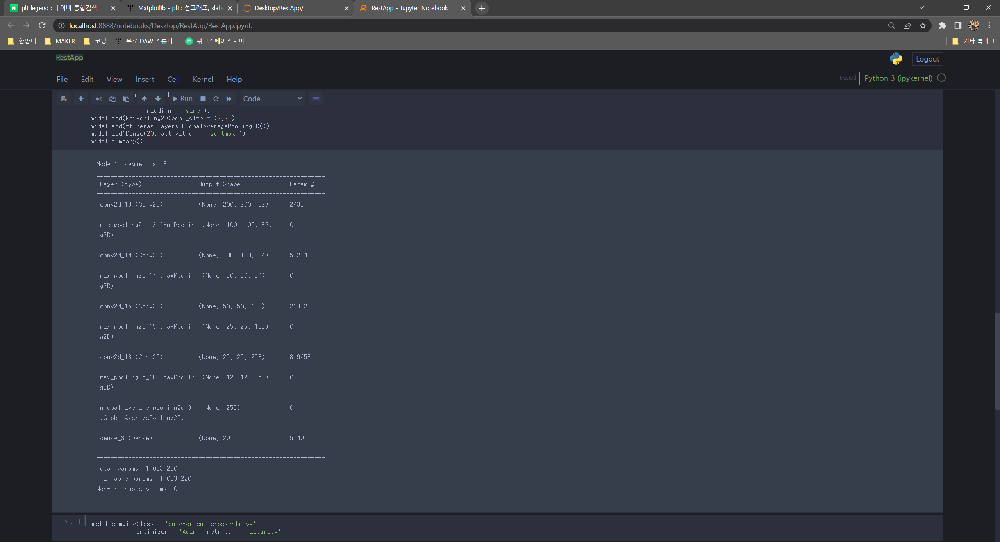 plt legend : 네이버 통합검색
Matplotlib - plt : 선그래프, xlabe
Desktop/RestApp/
RestApp - Jupyter Notebook
localhost:8888/notebooks/Desktop/RestApp/RestApp.ipynb
한양대
MAKER
코딩
무료 DAW 스튜디...
워크스페이스 - 미...
기타 북마크
RestApp
Logout
File Edit View Insert Cell Kernel Help
Trusted
Python 3 (ipykernel)
Run
Code
padding = 'same'))
model.add(MaxPooling2D(pool_size = (2,2)))
model.add(tf.keras.layers.GlobalAveragePooling2D())
model.add(Dense(20, activation = 'softmax'))
model.summary()
Model: "sequential_3"
_________________________________________________________________
Layer (type) Output Shape Param #
=================================================================
conv2d_13 (Conv2D) (None, 200, 200, 32) 2432
max_pooling2d_13 (MaxPoolin (None, 100, 100, 32) 0
g2D)
conv2d_14 (Conv2D) (None, 100, 100, 64) 51264
max_pooling2d_14 (MaxPoolin (None, 50, 50, 64) 0
g2D)
conv2d_15 (Conv2D) (None, 50, 50, 128) 204928
max_pooling2d_15 (MaxPoolin (None, 25, 25, 128) 0
g2D)
conv2d_16 (Conv2D) (None, 25, 25, 256) 819456
max_pooling2d_16 (MaxPoolin (None, 12, 12, 256) 0
g2D)
global_average_pooling2d_3 (None, 256) 0
(GlobalAveragePooling2D)
dense_3 (Dense) (None, 20) 5140
=================================================================
Total params: 1,083,220
Trainable params: 1,083,220
Non-trainable params: 0
_________________________________________________________________
In [52]:
model.compile(loss = 'categorical_crossentropy',
optimizer = 'Adam', metrics = ['accuracy'])